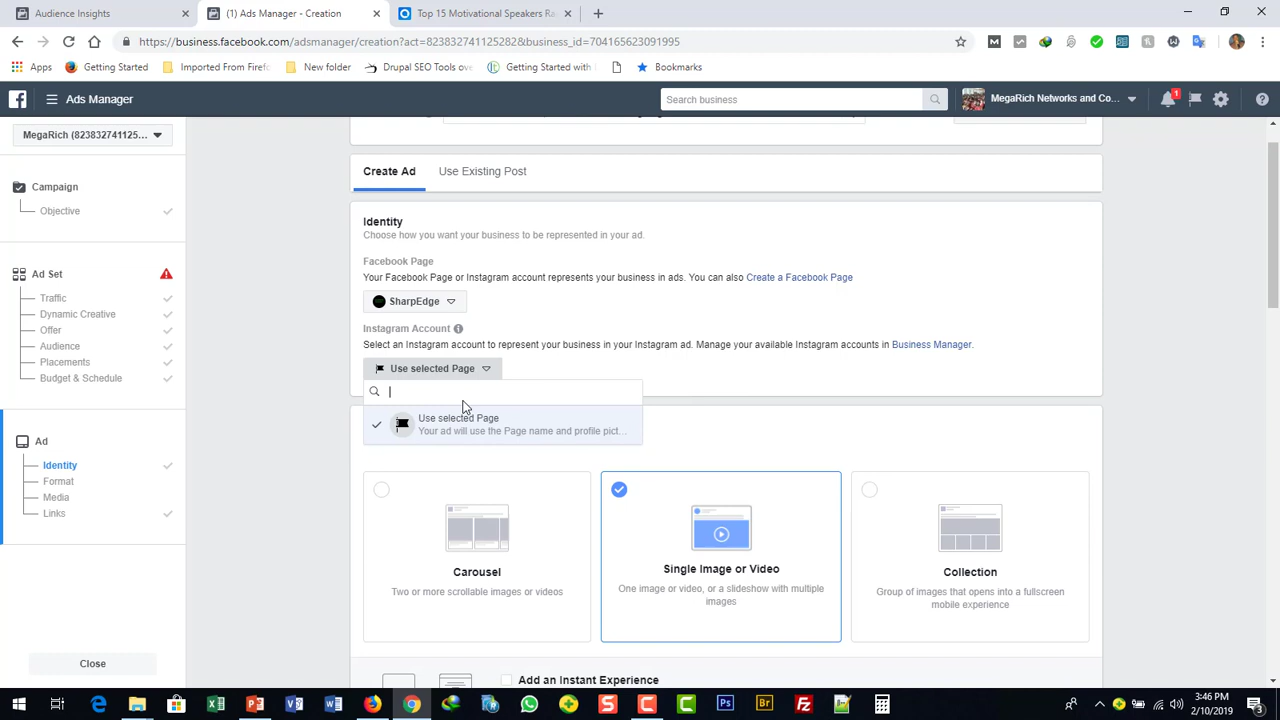 Audience Insights
(1) Ads Manager - Creation
Top 15 Motivational Speakers Ra
https://business.facebook.com/adsmanager/creation?act=823832741125282&business_id=704165623091995
Apps
Getting Started
Imported From Firef
New folder
Drupal SEO Tools ove
Getting Started with
Bookmarks
Ads Manager
Search business
MegaRich Networks and Co...
1
MegaRich (823832741125...
Campaign
Objective
Ad Set
Traffic
Dynamic Creative
Offer
Audience
Placements
Budget & Schedule
Ad
Identity
Format
Media
Links
Close
Create Ad
Use Existing Post
Identity
Choose how you want your business to be represented in your ad.
Facebook Page
Your Facebook Page or Instagram account represents your business in ads. You can also Create a Facebook Page
SharpEdge
Instagram Account
Select an Instagram account to represent your business in your Instagram ad. Manage your available Instagram accounts in Business Manager.
Use selected Page
Use selected Page
Your ad will use the Page name and profile pict...
Carousel
Two or more scrollable images or videos
Single Image or Video
One image or video, or a slideshow with multiple
images
Collection
Group of images that opens into a fullscreen
mobile experience
Add an Instant Experience
3:46 PM
2/10/2019